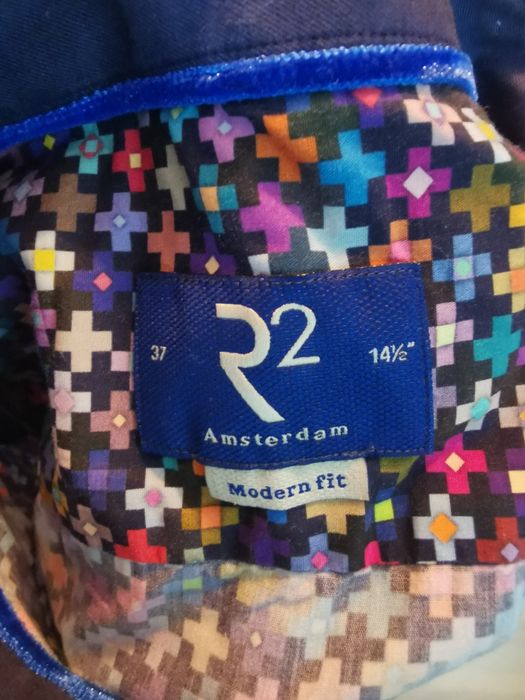 37
R2
14½"
Amsterdam
Modern fit